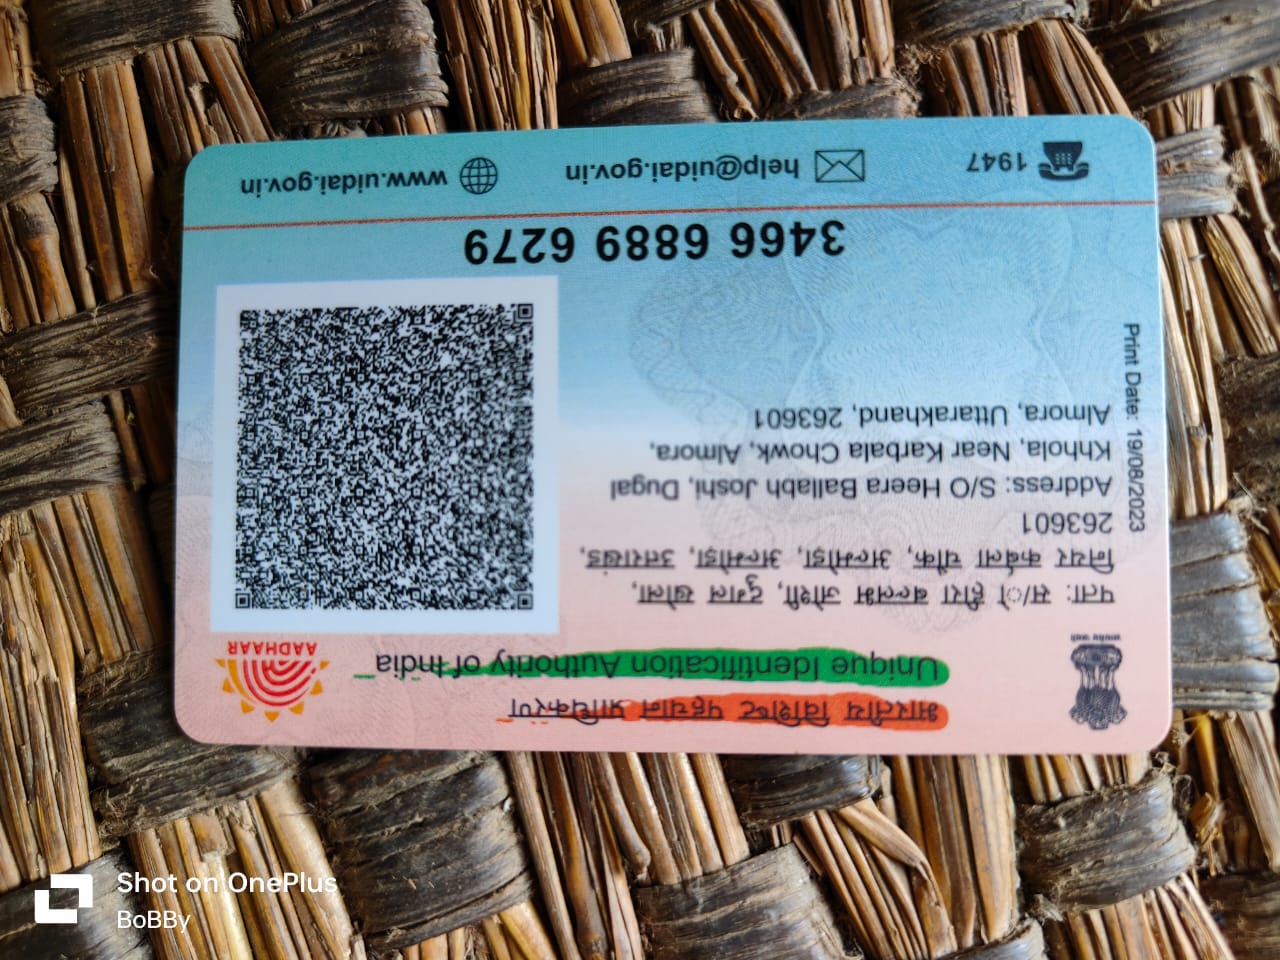 भारतीय विशिष्ट पहचान प्राधिकरण
Unique Identification Authority of India
AADHAAR
पता: स/ो हीरा बल्लभ जोशी, दुगाल खोला,
नियर कर्बला चौक, अल्मोड़ा, अल्मोड़ा, उत्तराखंड,
263601
Address: S/O Heera Ballabh Joshi, Dugal
Khhola, Near Karbala Chowk, Almora,
Almora, Uttarakhand, 263601
Print Date: 19/08/2023
3466 6889 6279
1947
help@uidai.gov.in
www.uidai.gov.in
Shot on OnePlus
BoBBy